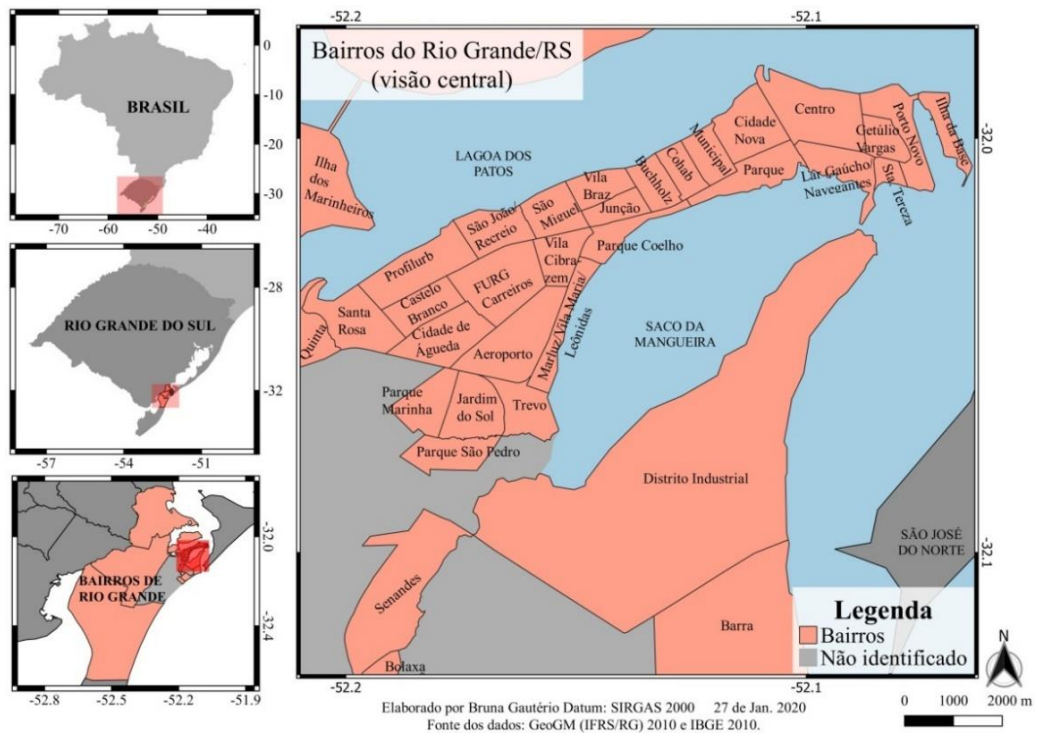 BRASIL
0
-10
-20
-30
-70
-60
-50
-40
RIO GRANDE DO SUL
-28
-32
-57
-54
-51
BAIRROS DE
RIO GRANDE
-32.0
-32.4
-52.8
-52.5
-52.2
-51.9
-52.2
-52.1
Bairros do Rio Grande/RS
(visão central)
LAGOA DOS
PATOS
Ilha dos
Marinheiros
Centro
Cidade
Nova
Porto Novo
Ilha da Base
Getúlio
Vargas
Municipal
Cohab
Buchholz
Parque
Lar Gaúcho
Navegantes
Sta. Tereza
Vila
Braz
Junção
São
Miguel
São João/
Recreio
Parque Coelho
Vila
Cibra-
zem
Profilurb
FURG
Carreiros
Castelo
Branco
Santa
Rosa
Quinta
Cidade de
Águeda
Aeroporto
Marluz/Vila Maria/
Leônidas
SACO DA
MANGUEIRA
Parque
Marinha
Jardim
do Sol
Trevo
Parque São Pedro
Distrito Industrial
SÃO JOSÉ
DO NORTE
Senandes
Barra
Bolaxa
-32.0
-32.1
Legenda
Bairros
Não identificado
-52.2
-52.1
N
0 1000 2000 m
Elaborado por Bruna Gautério Datum: SIRGAS 2000 27 de Jan. 2020
Fonte dos dados: GeoGM (IFRS/RG) 2010 e IBGE 2010.